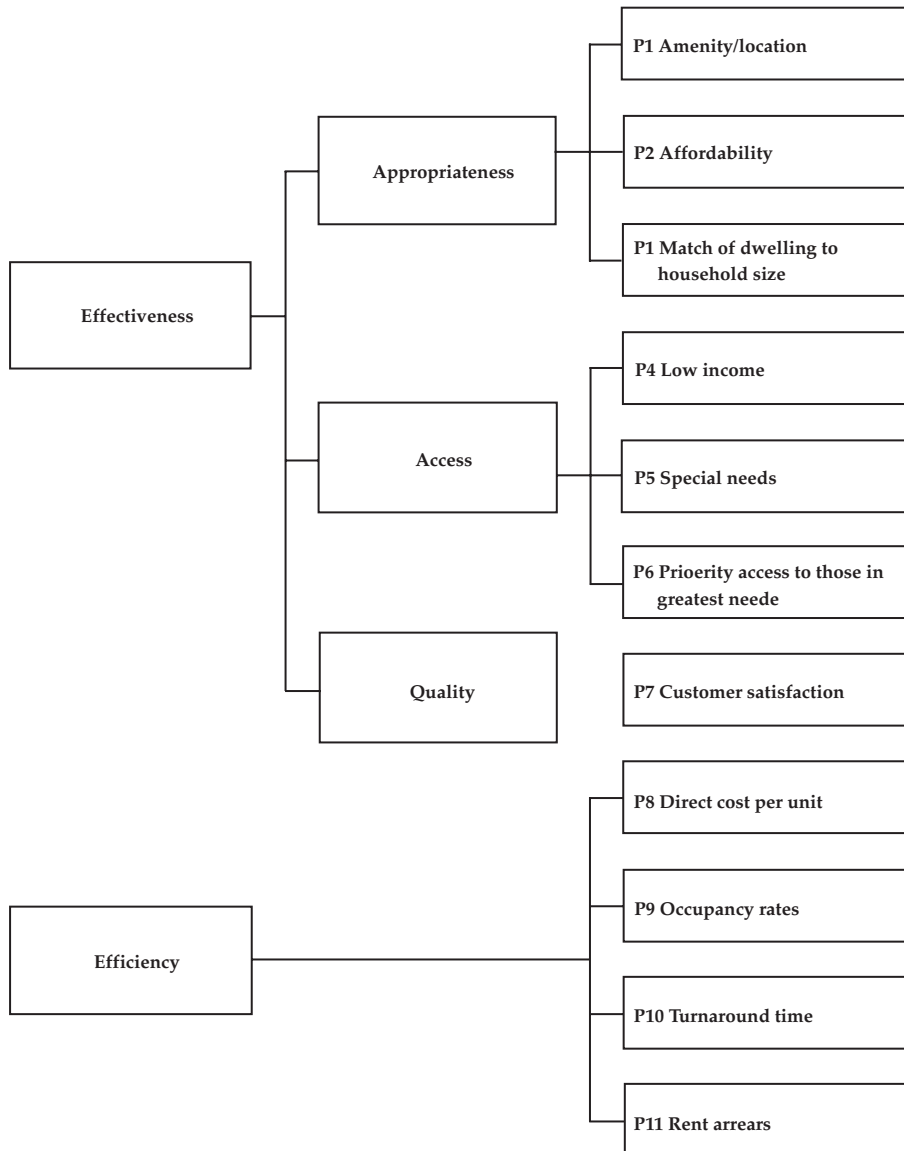 P1 Amenity/location
Appropriateness
P2 Affordability
P1 Match of dwelling to
household size
Effectiveness
P4 Low income
Access
P5 Special needs
P6 Prioerity access to those in
greatest neede
Quality
P7 Customer satisfaction
P8 Direct cost per unit
P9 Occupancy rates
Efficiency
P10 Turnaround time
P11 Rent arrears